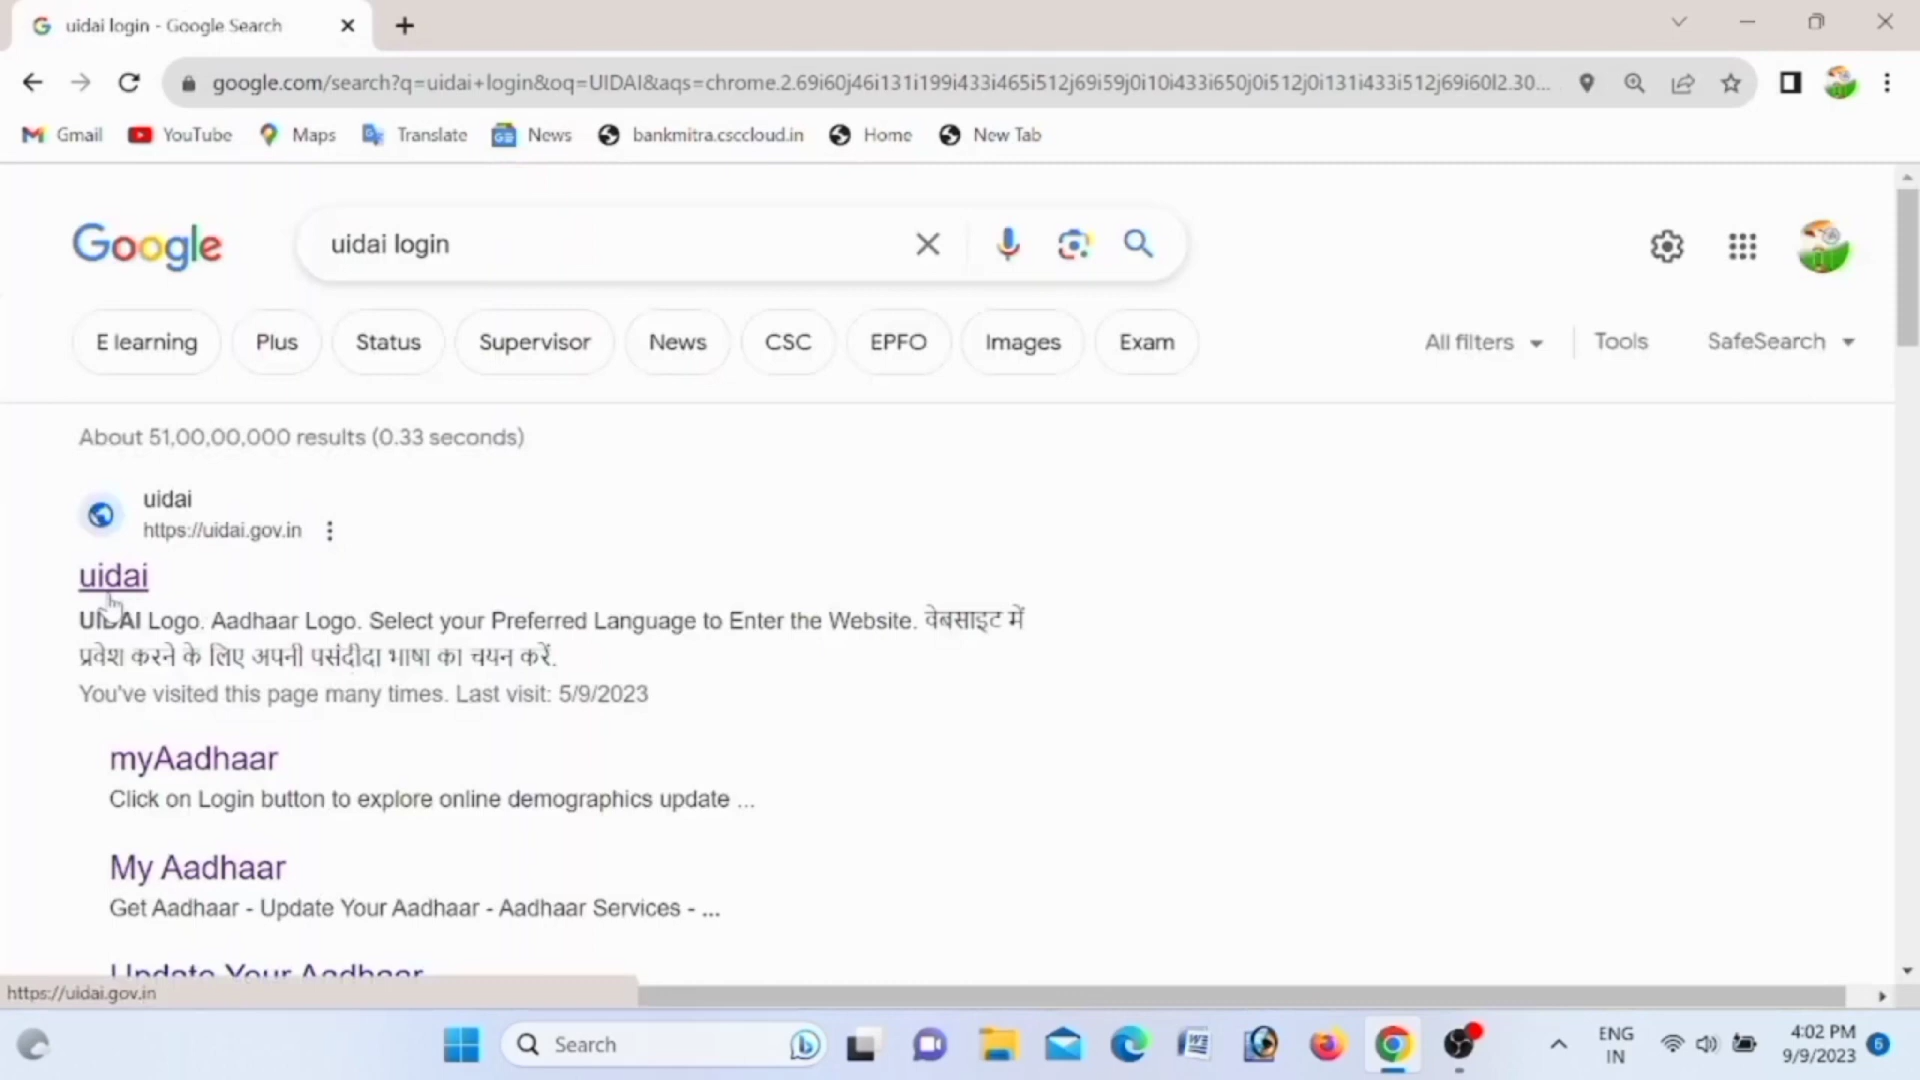 uidai login - Google Search
google.com/search?q=uidai+login&oq=UIDAI&aqs=chrome.2.69i60j46i131i199i433i465i512j69i59j0i10i433i650j0i512j0i131i433i512j69i60l2.30...
Gmail YouTube Maps Translate News bankmitra.csccloud.in Home New Tab
Google uidai login
E learning Plus Status Supervisor News CSC EPFO Images Exam All filters Tools SafeSearch
About 51,00,00,000 results (0.33 seconds)
uidai
https://uidai.gov.in
uidai
UIDAI Logo. Aadhaar Logo. Select your Preferred Language to Enter the Website. वेबसाइट में
प्रवेश करने के लिए अपनी पसंदीदा भाषा का चयन करें.
You've visited this page many times. Last visit: 5/9/2023
myAadhaar
Click on Login button to explore online demographics update ...
My Aadhaar
Get Aadhaar - Update Your Aadhaar - Aadhaar Services - ...
Update Your Aadhaar
https://uidai.gov.in
Search ENG 4:02 PM
IN 9/9/2023 6